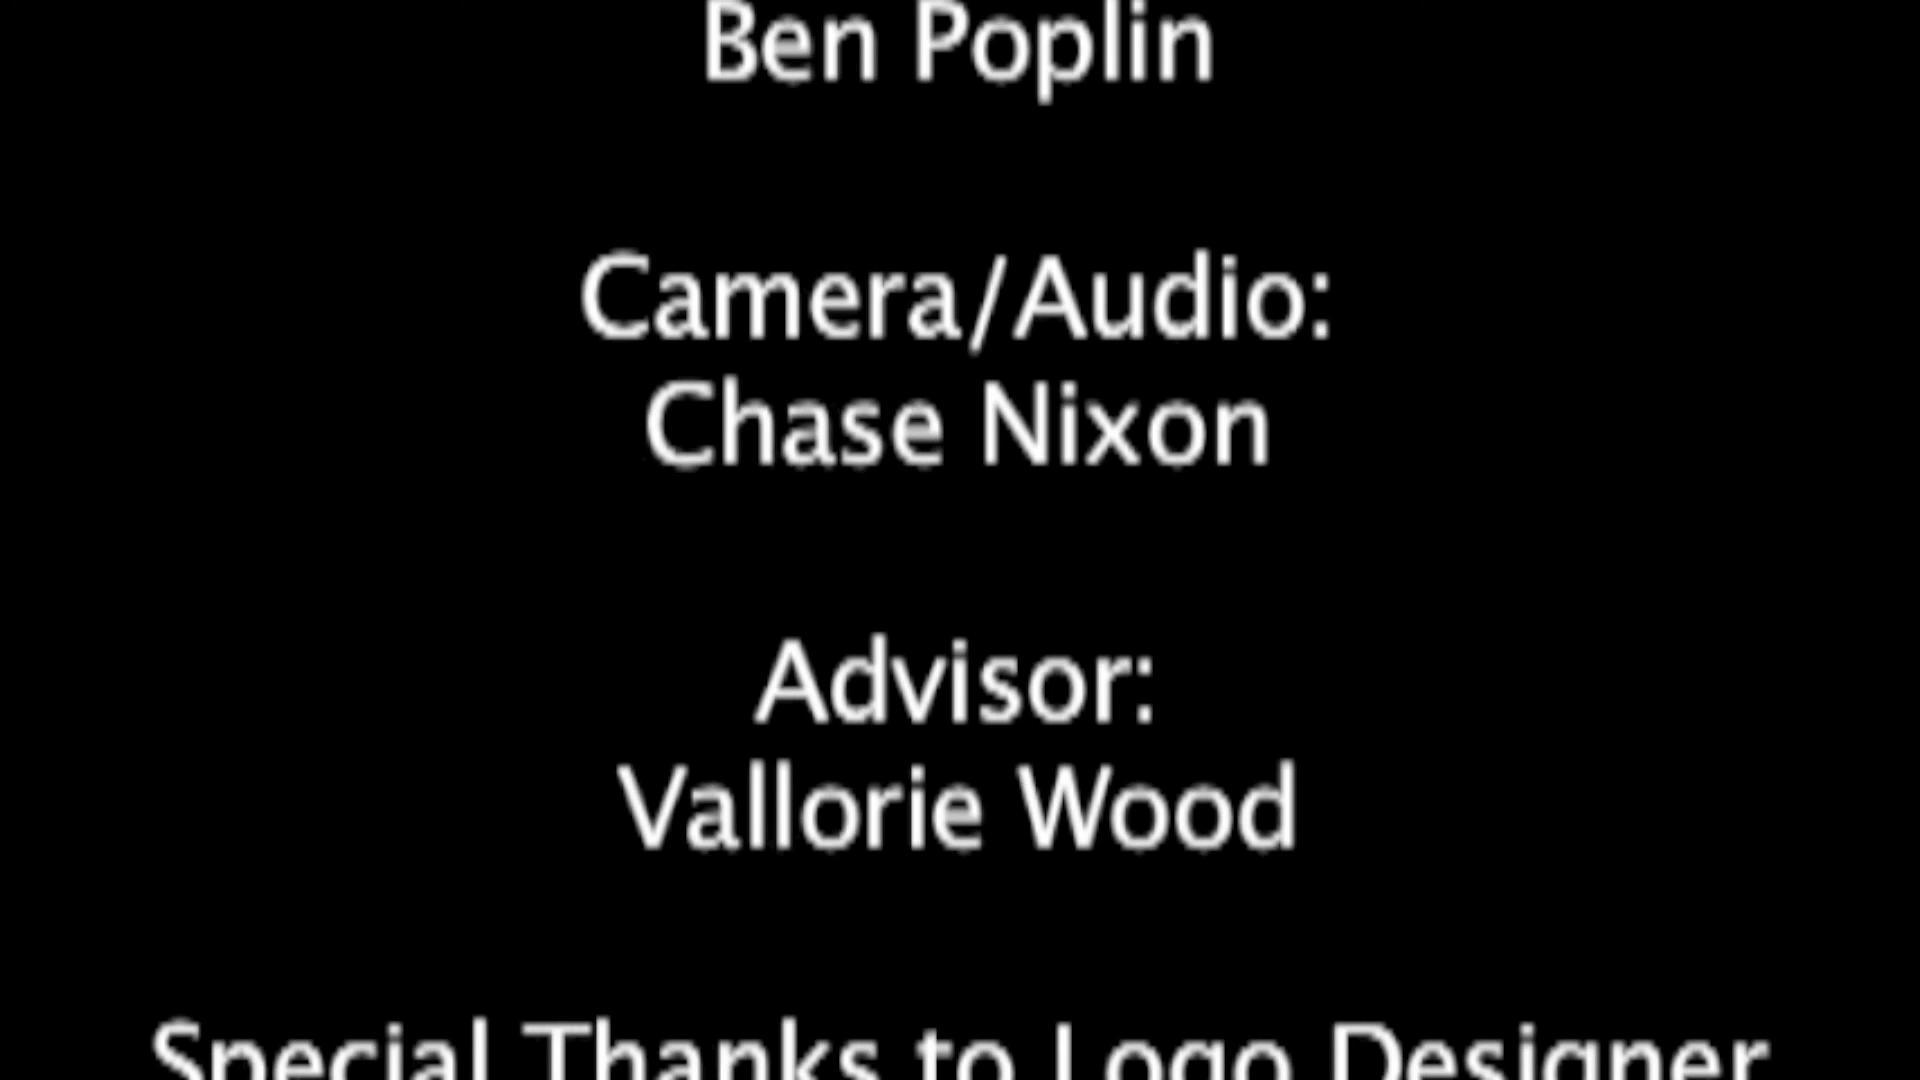 Ben Poplin
Camera/Audio:
Chase Nixon
Advisor:
Vallorie Wood
Special Thanks to Logo Designer